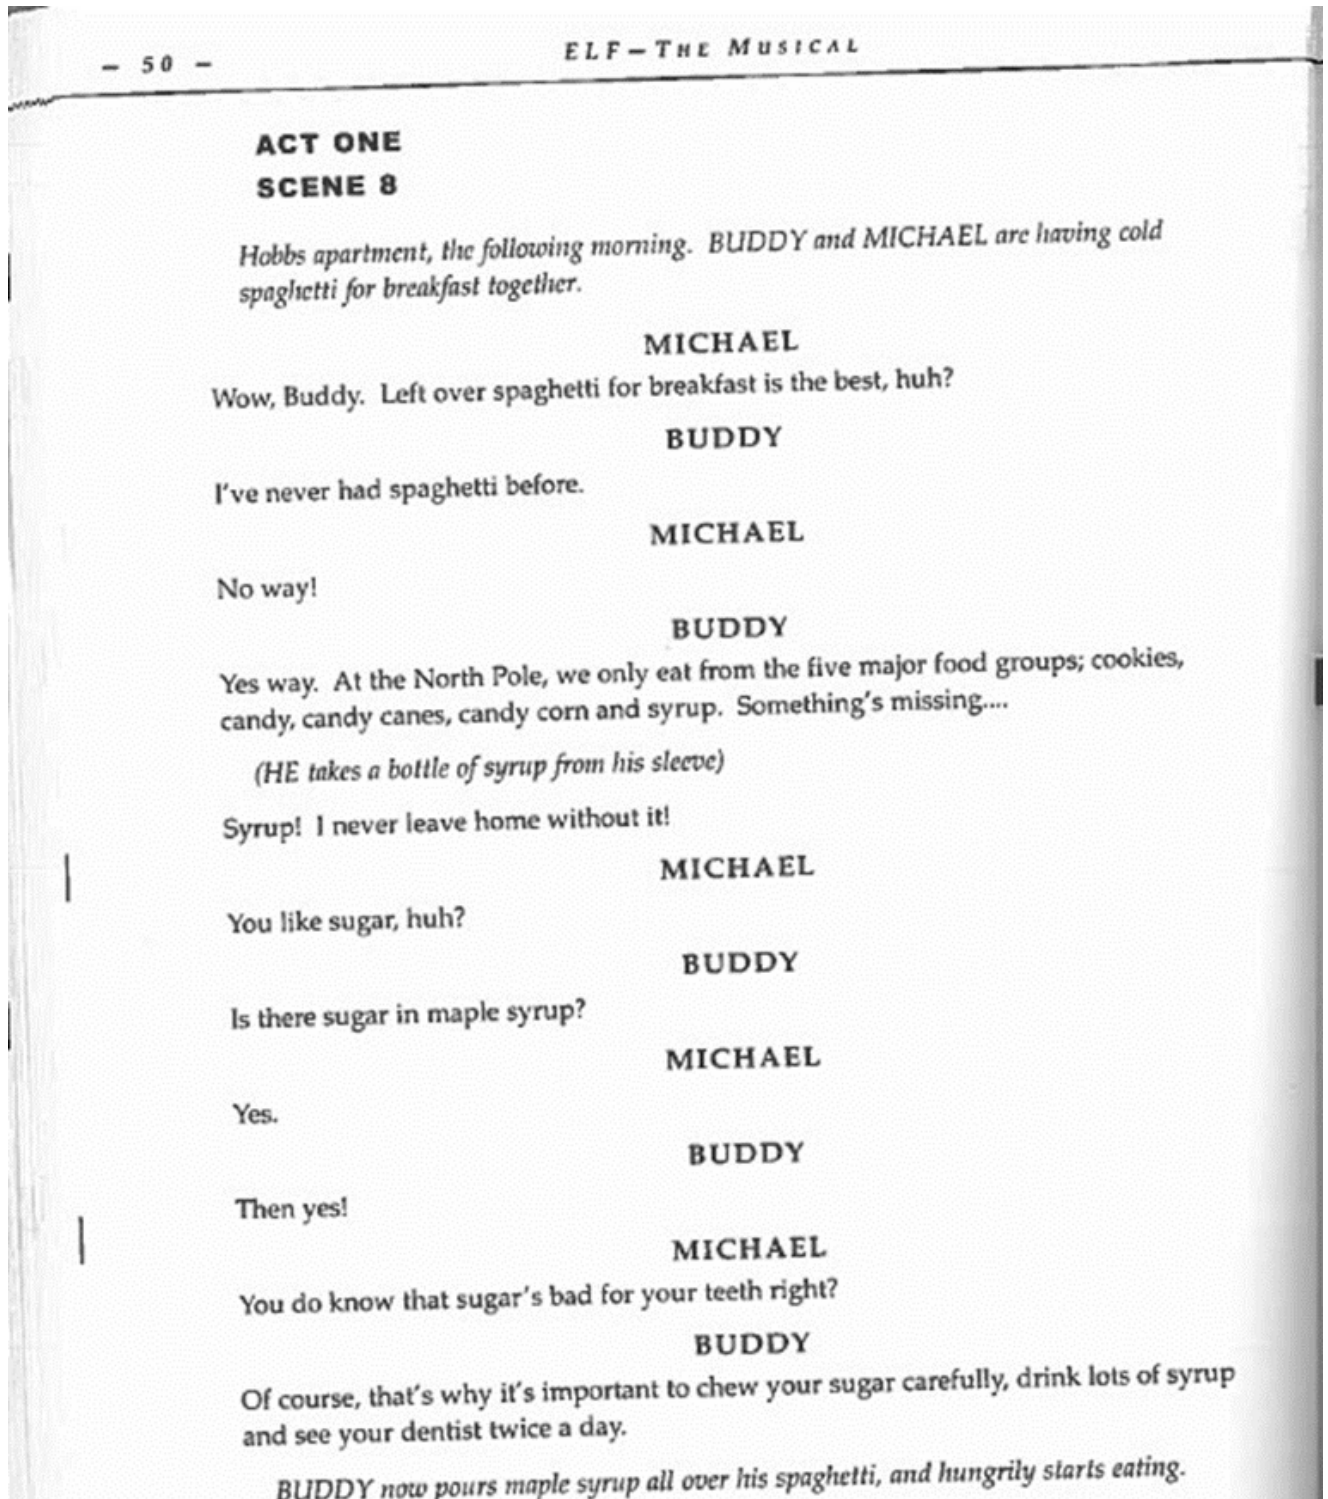 – 50 –
ELF – THE MUSICAL
ACT ONE
SCENE 8
Hobbs apartment, the following morning. BUDDY and MICHAEL are having cold
spaghetti for breakfast together.
MICHAEL
Wow, Buddy. Left over spaghetti for breakfast is the best, huh?
BUDDY
I've never had spaghetti before.
MICHAEL
No way!
BUDDY
Yes way. At the North Pole, we only eat from the five major food groups; cookies,
candy, candy canes, candy corn and syrup. Something's missing....
(HE takes a bottle of syrup from his sleeve)
Syrup! I never leave home without it!
MICHAEL
You like sugar, huh?
BUDDY
Is there sugar in maple syrup?
MICHAEL
Yes.
BUDDY
Then yes!
MICHAEL
You do know that sugar's bad for your teeth right?
BUDDY
Of course, that's why it's important to chew your sugar carefully, drink lots of syrup
and see your dentist twice a day.
BUDDY now pours maple syrup all over his spaghetti, and hungrily starts eating.